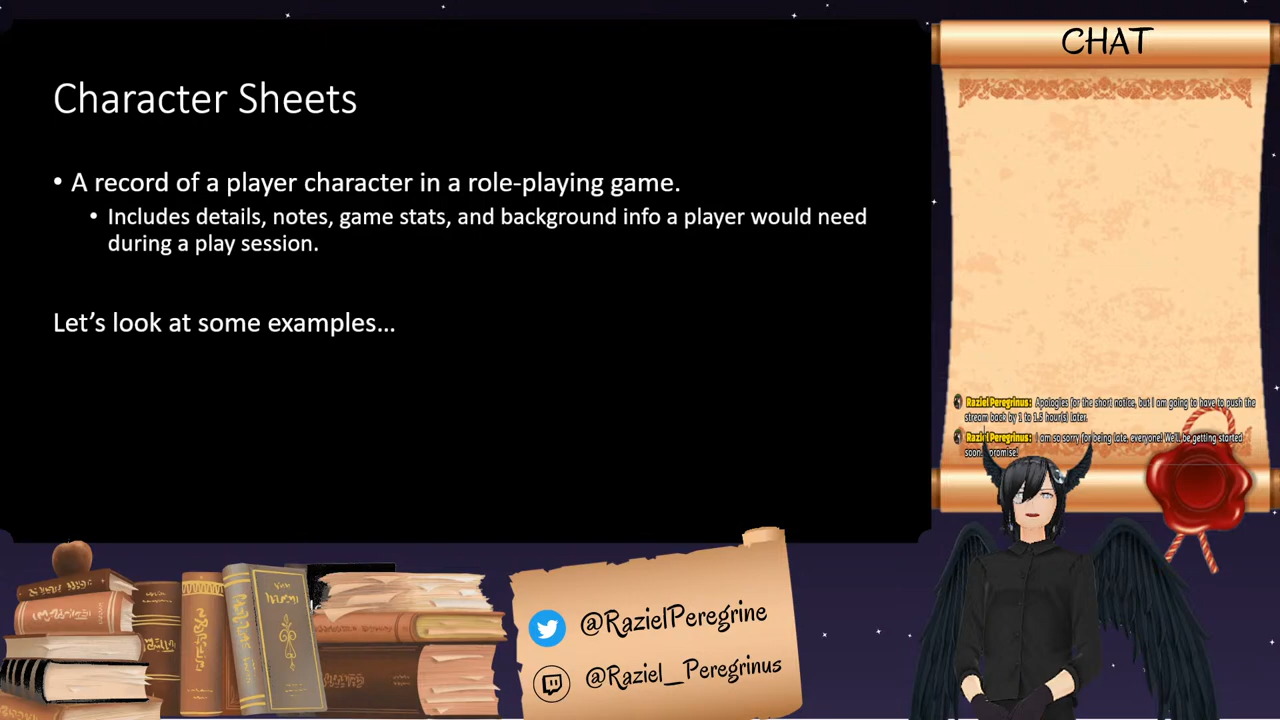 CHAT
Character Sheets
• A record of a player character in a role-playing game.
• Includes details, notes, game stats, and background info a player would need
during a play session.
Let’s look at some examples…
RazielPeregrinus: Apologies for the short notice, but I am going to have to push the
stream back by 1 to 1.5 hour(s) later.
RazielPeregrinus: I am so sorry for being late, everyone! We'll be getting started
soon promise!
@RazielPeregrine
@Raziel_Peregrinus